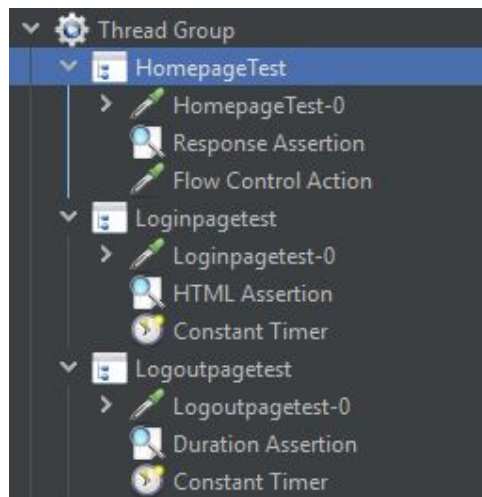 Thread Group
HomepageTest
HomepageTest-0
Response Assertion
Flow Control Action
Loginpagetest
Loginpagetest-0
HTML Assertion
Constant Timer
Logoutpagetest
Logoutpagetest-0
Duration Assertion
Constant Timer